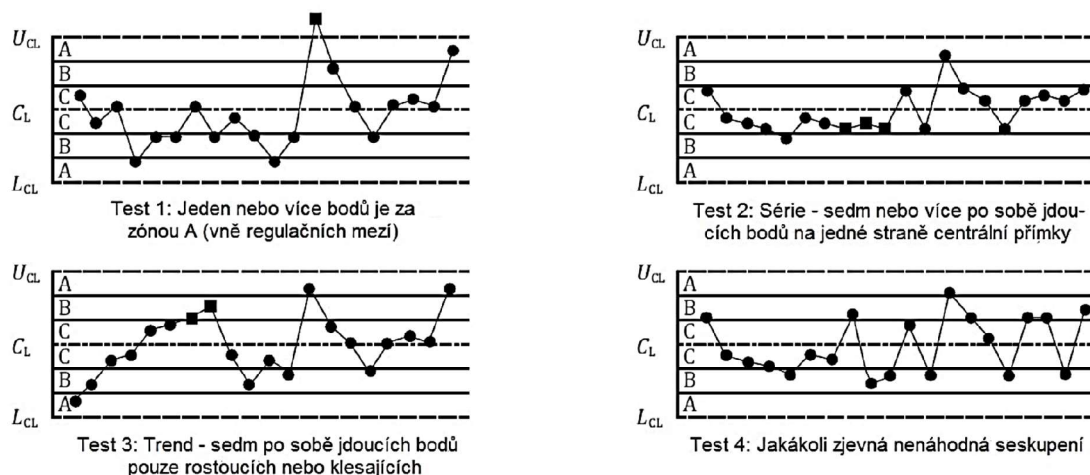 U_CL
A
B
C
C_L
C
B
A
L_CL
Test 1: Jeden nebo více bodů je za
zónou A (vně regulačních mezí)
U_CL
A
B
C
C_L
C
B
A
L_CL
Test 2: Série - sedm nebo více po sobě jdou-
cích bodů na jedné straně centrální přímky
U_CL
A
B
C
C_L
C
B
A
L_CL
Test 3: Trend - sedm po sobě jdoucích bodů
pouze rostoucích nebo klesajících
U_CL
A
B
C
C_L
C
B
A
L_CL
Test 4: Jakákoli zjevná nenáhodná seskupení